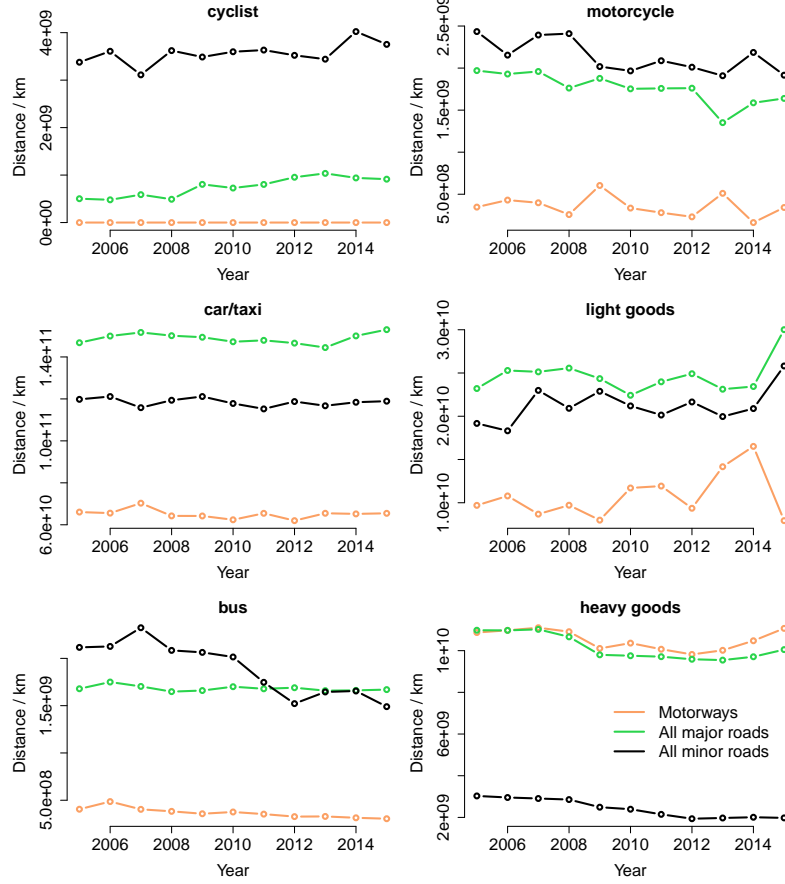 cyclist
Distance / km
0e+00
2e+09
4e+09
2006 2008 2010 2012 2014
Year
motorcycle
Distance / km
5.0e+08
1.5e+09
2.5e+09
2006 2008 2010 2012 2014
Year
car/taxi
Distance / km
6.0e+10
1.0e+11
1.4e+11
2006 2008 2010 2012 2014
Year
light goods
Distance / km
1.0e+10
2.0e+10
3.0e+10
2006 2008 2010 2012 2014
Year
bus
Distance / km
5.0e+08
1.5e+09
2006 2008 2010 2012 2014
Year
heavy goods
Distance / km
2e+09
6e+09
1e+10
Motorways
All major roads
All minor roads
2006 2008 2010 2012 2014
Year